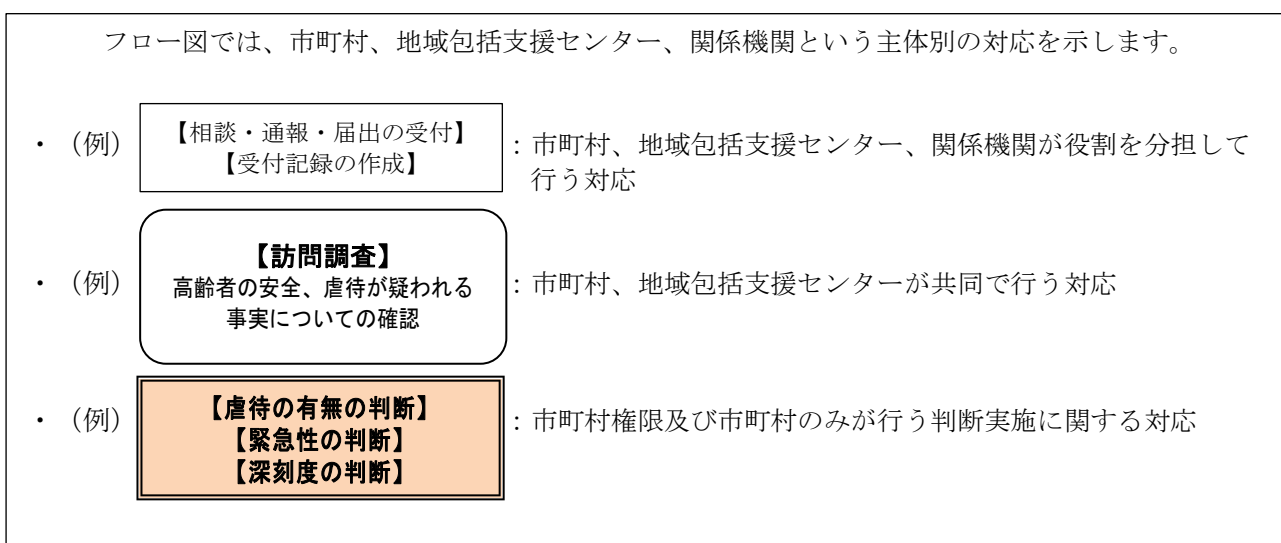 フロー図では、市町村、地域包括支援センター、関係機関という主体別の対応を示します。
・（例）
【相談・通報・届出の受付】
【受付記録の作成】
：市町村、地域包括支援センター、関係機関が役割を分担して
行う対応
・（例）
【訪問調査】
高齢者の安全、虐待が疑われる
事実についての確認
：市町村、地域包括支援センターが共同で行う対応
・（例）
【虐待の有無の判断】
【緊急性の判断】
【深刻度の判断】
：市町村権限及び市町村のみが行う判断実施に関する対応